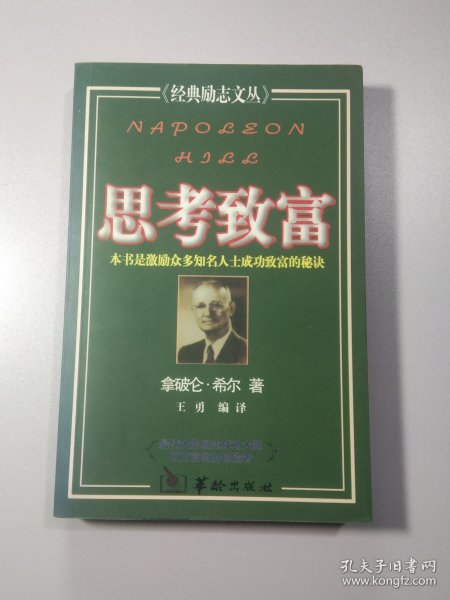 《经典励志文丛》
NAPOLEON
HILL
思考致富
本书是激励众多知名人士成功致富的秘诀
拿破仑·希尔 著
王勇 编译
华龄出版社
孔夫子旧书网
www.kongfz.com